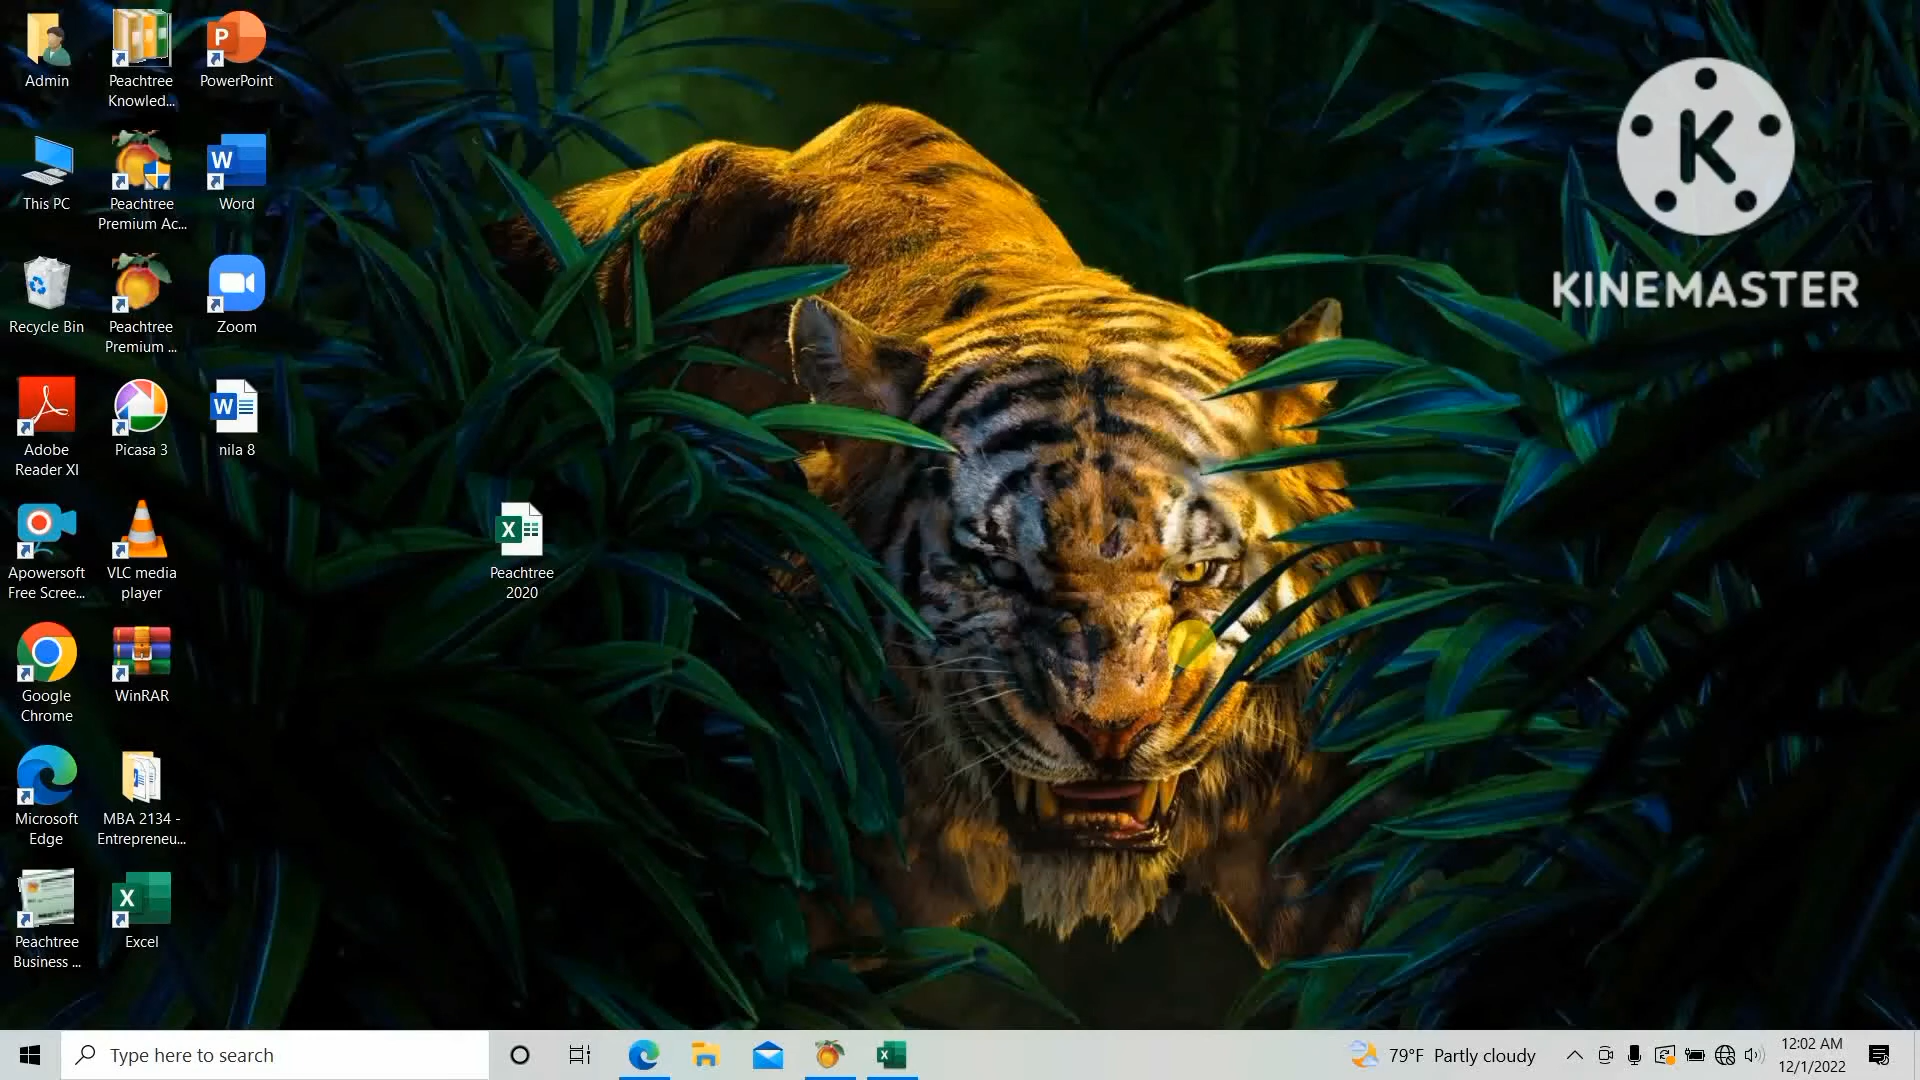 Admin
Peachtree
Knowled...
PowerPoint
This PC
Peachtree
Premium Ac...
Word
Recycle Bin
Peachtree
Premium ...
Zoom
Adobe
Reader XI
Picasa 3
nila 8
Apowersoft
Free Scree...
VLC media
player
Peachtree
2020
Google
Chrome
WinRAR
Microsoft
Edge
MBA 2134 -
Entrepreneu...
Peachtree
Business ...
Excel
K
KINEMASTER
Type here to search
79°F Partly cloudy
12:02 AM
12/1/2022